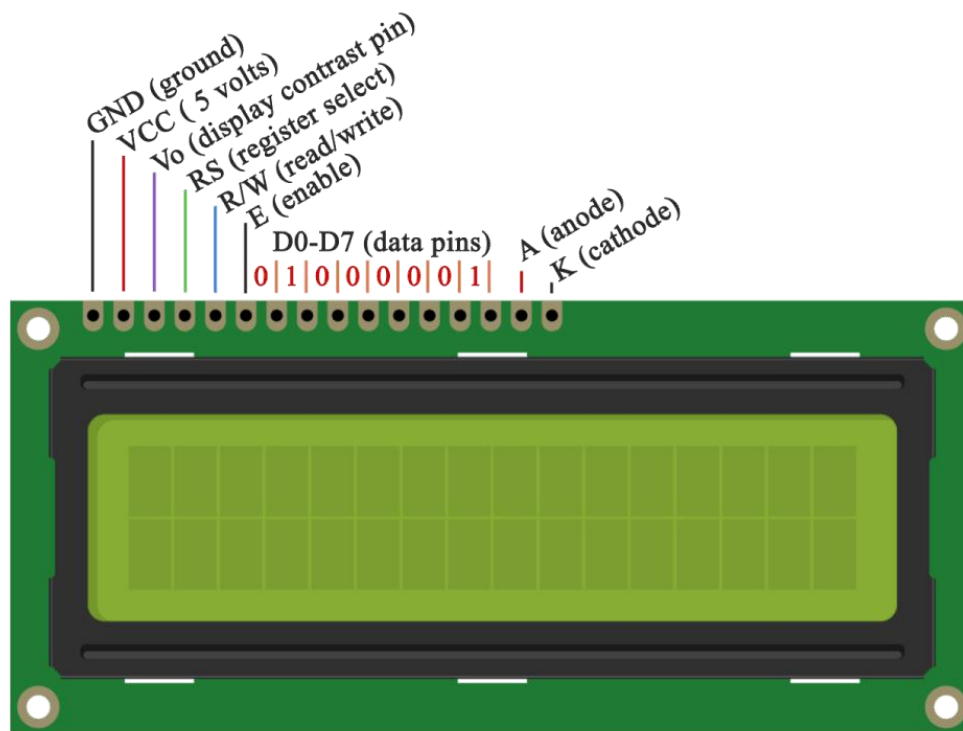 GND (ground)
VCC ( 5 volts)
Vo (display contrast pin)
RS (register select)
R/W (read/write)
E (enable)
D0-D7 (data pins)
0 1 0 0 0 0 0 1
A (anode)
K (cathode)